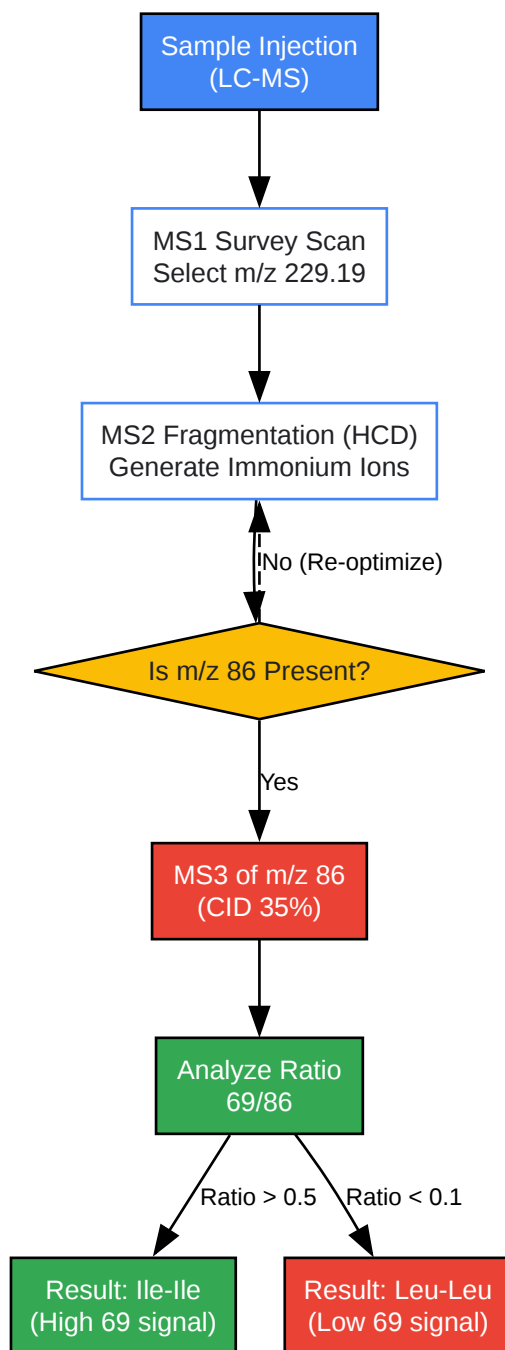 Sample Injection
(LC-MS)
MS1 Survey Scan
Select m/z 229.19
MS2 Fragmentation (HCD)
Generate Immonium Ions
No (Re-optimize)
Is m/z 86 Present?
Yes
MS3 of m/z 86
(CID 35%)
Analyze Ratio
69/86
Ratio > 0.5
Ratio < 0.1
Result: Ile-Ile
(High 69 signal)
Result: Leu-Leu
(Low 69 signal)